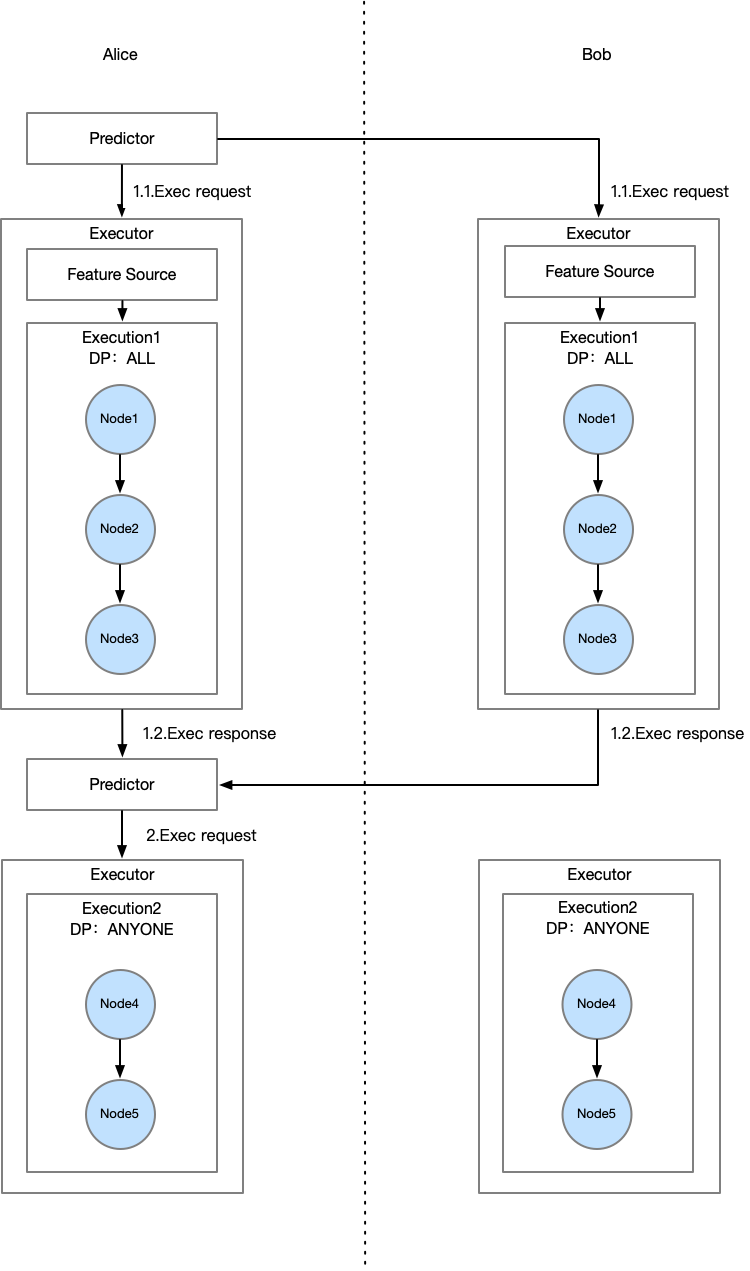 Alice
Bob
Predictor
1.1.Exec request
1.1.Exec request
Executor
Executor
Feature Source
Feature Source
Execution1
DP：ALL
Execution1
DP：ALL
Node1
Node1
Node2
Node2
Node3
Node3
1.2.Exec response
1.2.Exec response
Predictor
2.Exec request
Executor
Executor
Execution2
DP：ANYONE
Execution2
DP：ANYONE
Node4
Node4
Node5
Node5